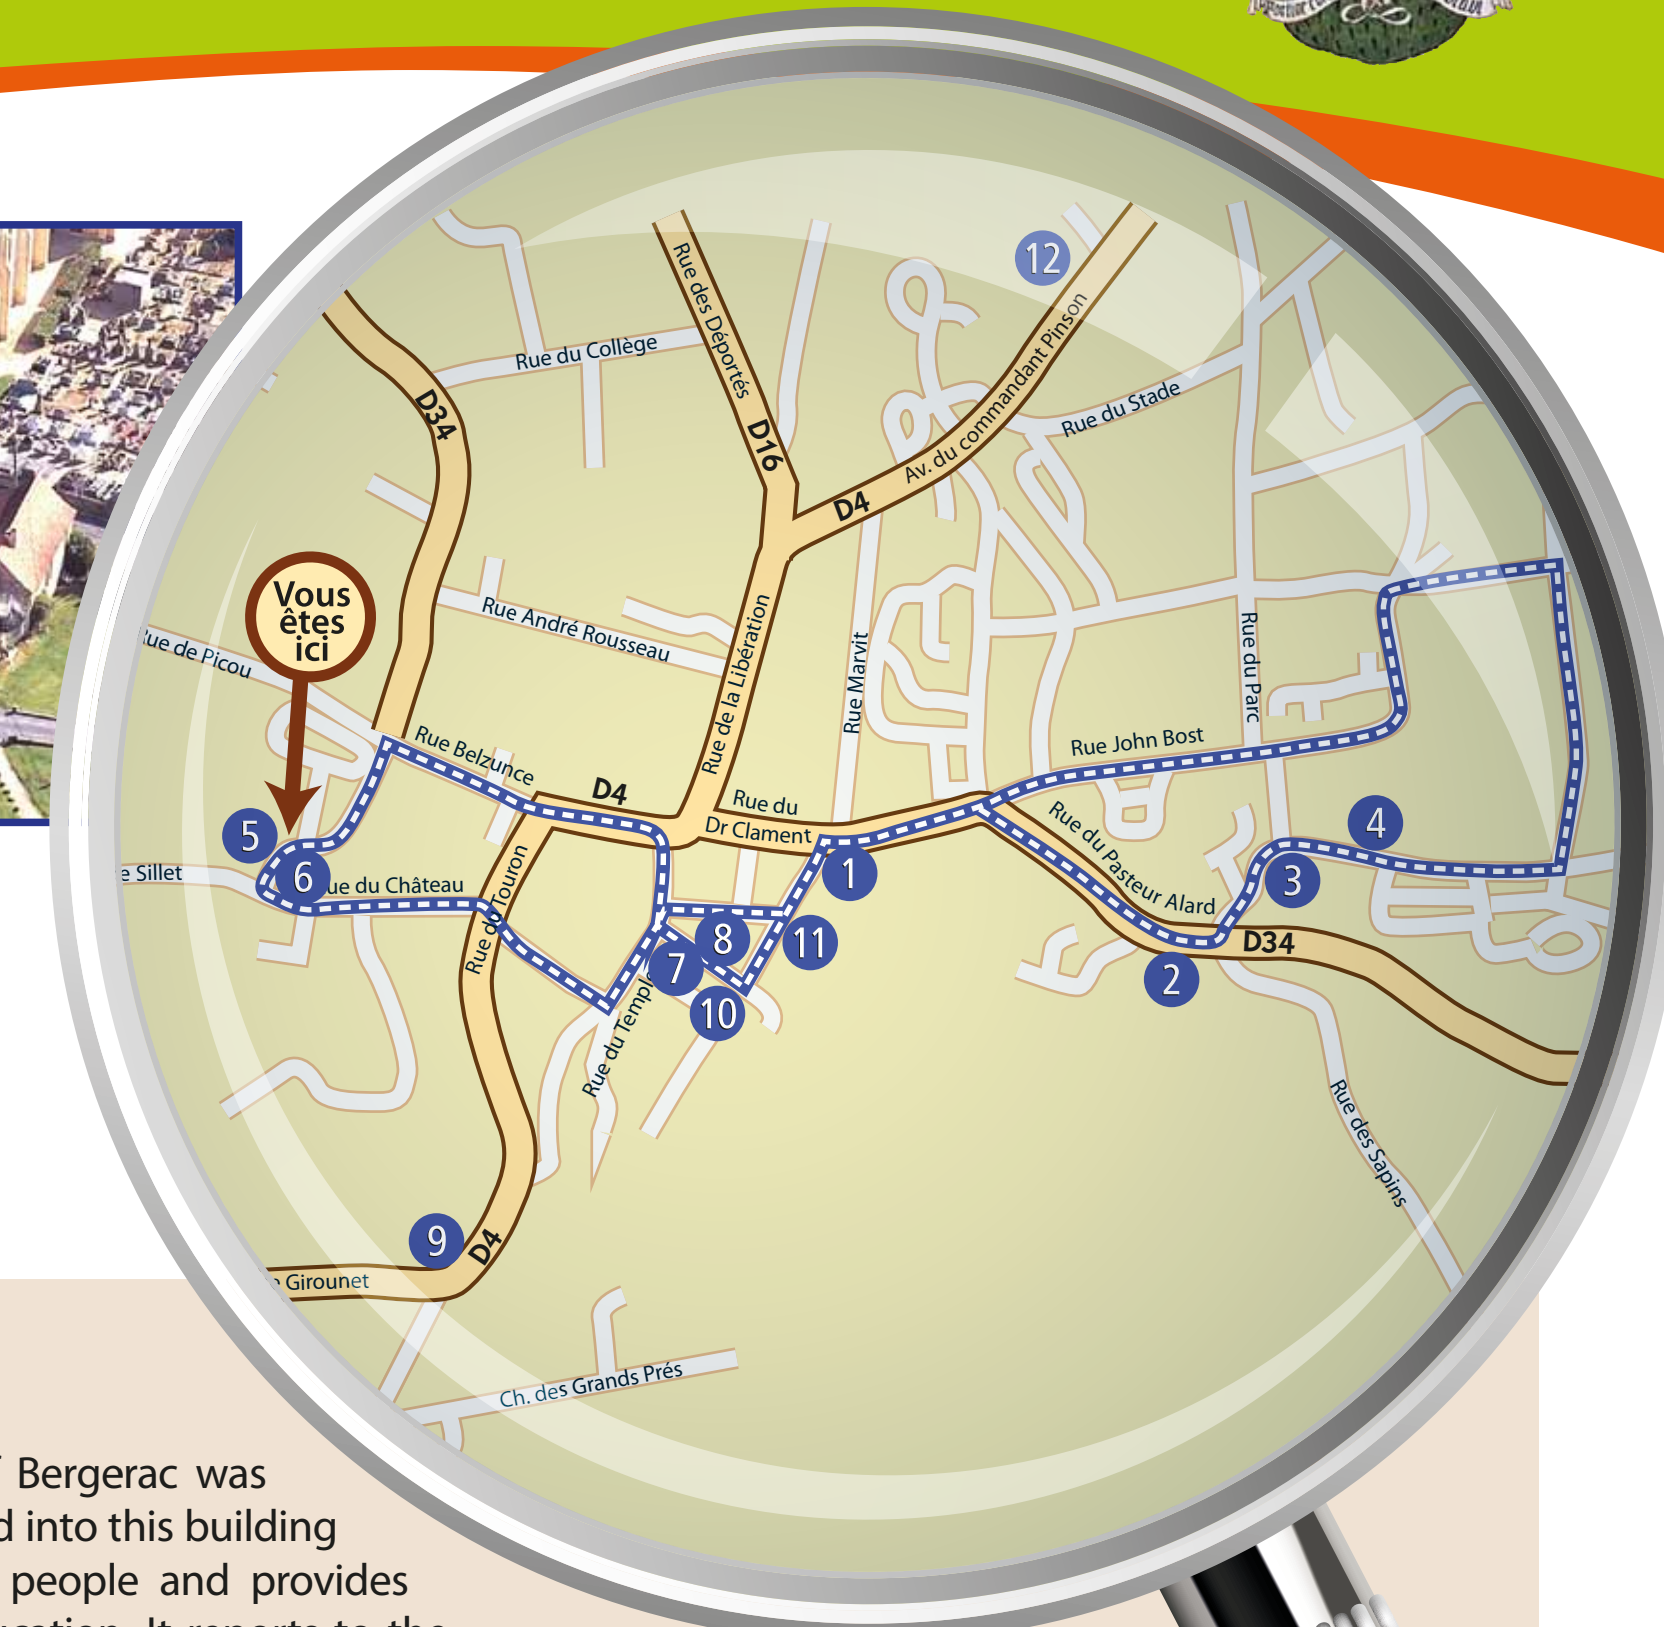 12
Rue des Déportés
Rue du Collège
D34
D16
Av. du commandant Pinson
D4
Rue du Stade
Vous
êtes
ici
Rue André Rousseau
de Picou
Rue de la Libération
Rue Marvit
Rue du Parc
Rue Belzunce
D4
Rue du
Dr Clament
Rue John Bost
Rue du Pasteur Alard
5
6
1
4
3
Sillet
du Château
Rue du Touron
8
11
7
10
2
D34
Rue du Temple
Rue des Sapins
9
D4
Girounet
Ch. des Grands Prés
Bergerac was
into this building
people and provides
It reports to the